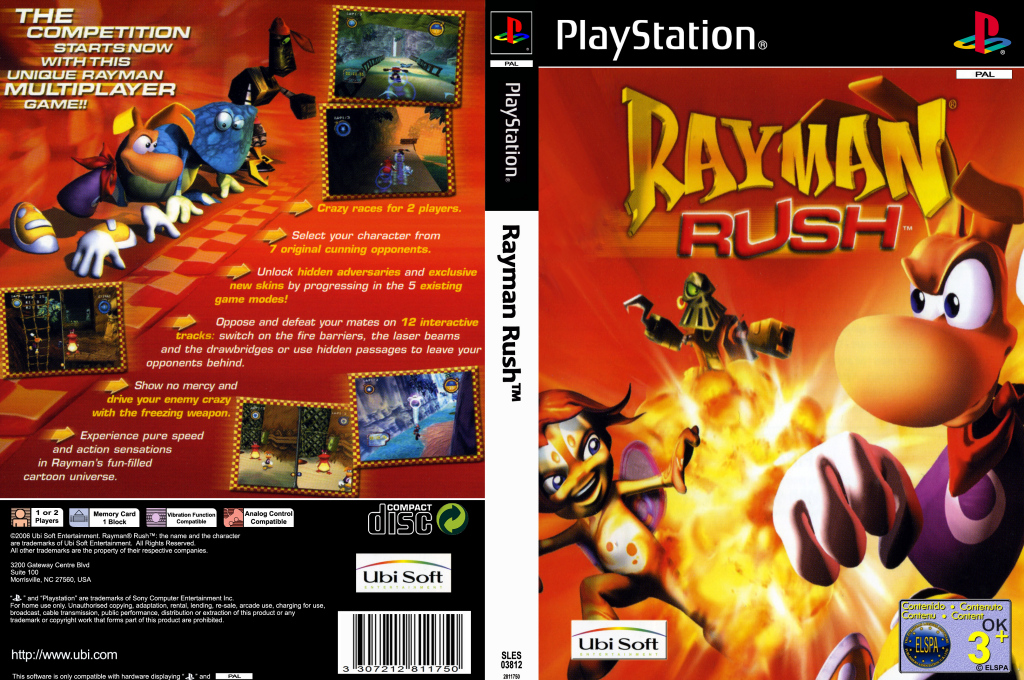 THE
COMPETITION
STARTS NOW
WITH THIS
UNIQUE RAYMAN
MULTIPLAYER
GAME!!
Crazy races for 2 players.
Select your character from
7 original cunning opponents.
Unlock hidden adversaries and exclusive
new skins by progressing in the 5 existing
game modes!
Oppose and defeat your mates on 12 interactive
tracks: switch on the fire barriers, the laser beams
and the drawbridges or use hidden passages to leave your
opponents behind.
Show no mercy and
drive your enemy crazy
with the freezing weapon.
Experience pure speed
and action sensations
in Rayman's fun-filled
cartoon universe.
1 or 2
Players
Memory Card
1 Block
Vibration Function
Compatible
Analog Control
Compatible
COMPACT
disc
©2006 Ubi Soft Entertainment. Rayman® Rush™: the name and the character
are trademarks of Ubi Soft Entertainment. All Rights Reserved.
All other trademarks are the property of their respective companies.
3200 Gateway Centre Blvd
Suite 100
Morrisville, NC 27560, USA
" " and "Playstation" are trademarks of Sony Computer Entertainment Inc.
For home use only. Unauthorised copying, adaptation, rental, lending, re-sale, arcade use, charging for use,
broadcast, cable transmission, public performance, distribution or extraction of this product or any
trademark or copyright work that forms part of this product are prohibited.
http://www.ubi.com
This software is only compatible with hardware displaying " " and PAL
Ubi Soft
ENTERTAINMENT
3 307212 811750
PAL
PlayStation®
Rayman Rush™
SLES
03812
2811750
PlayStation®
PAL
RAYMAN®
RUSH™
Ubi Soft
ENTERTAINMENT
Contenido • Contenuto
Contenu • Content
ELSPA
OK
3+
© ELSPA